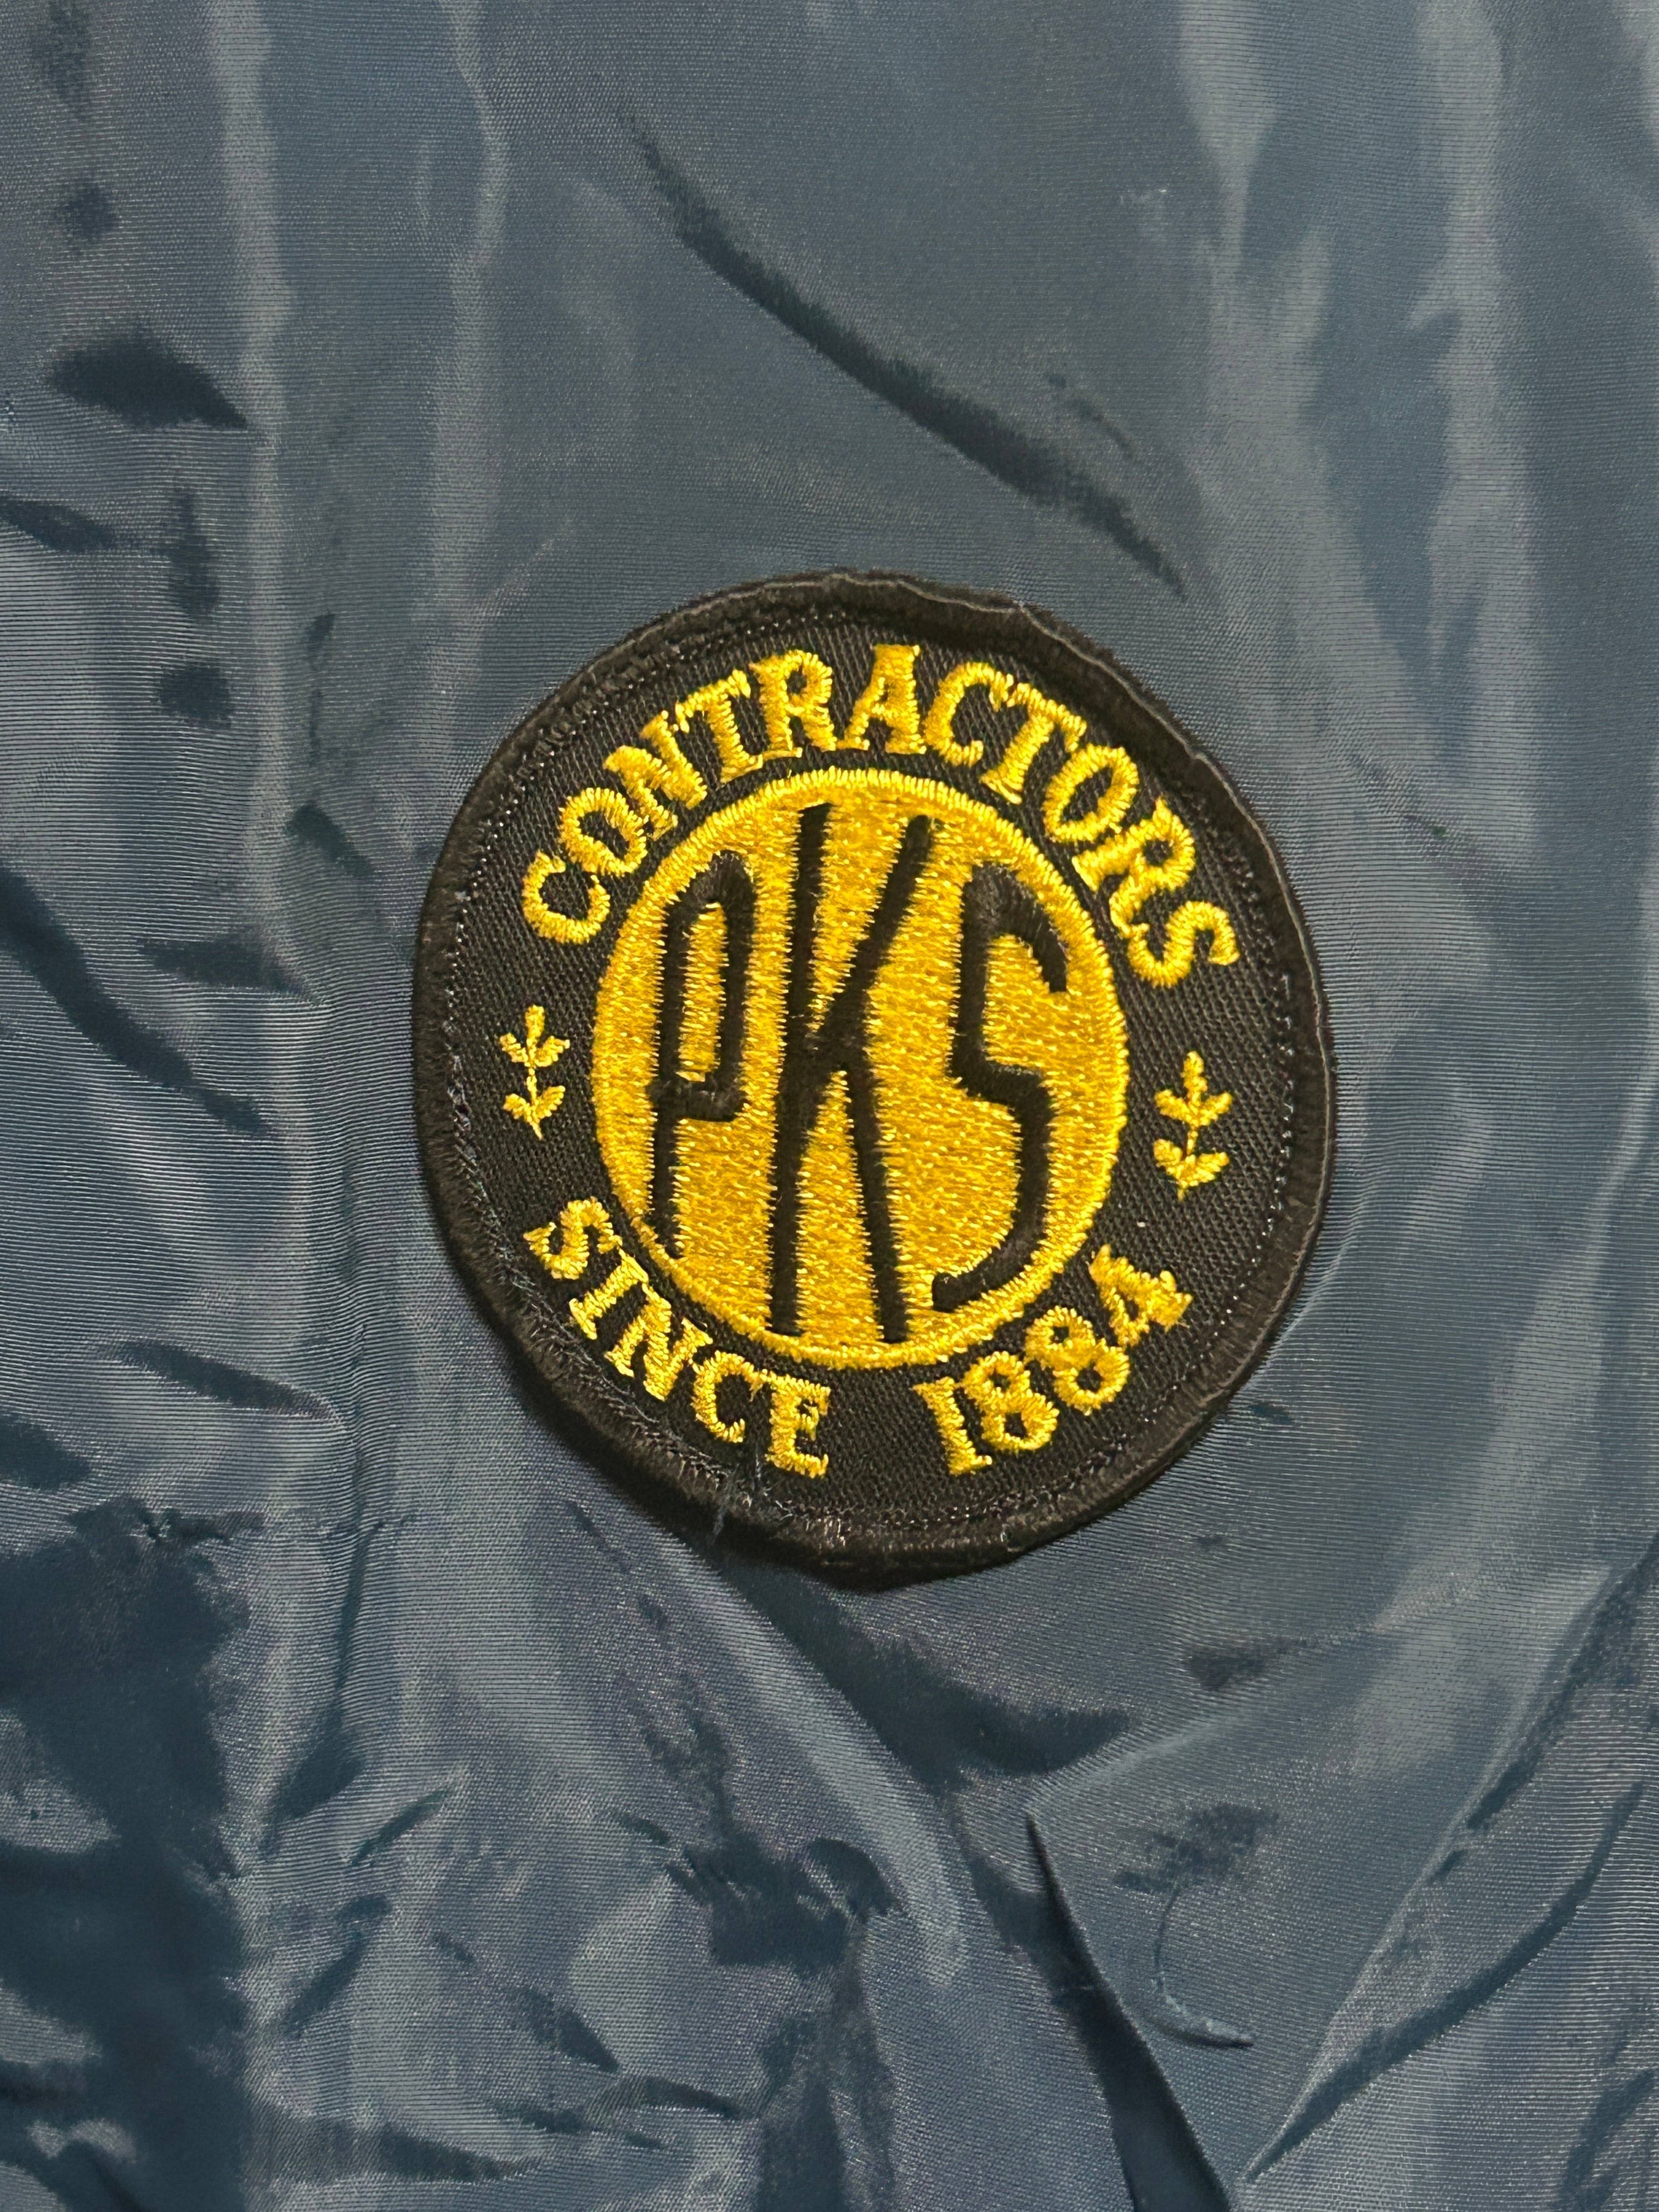 CONTRACTORS
PKS
SINCE 1884